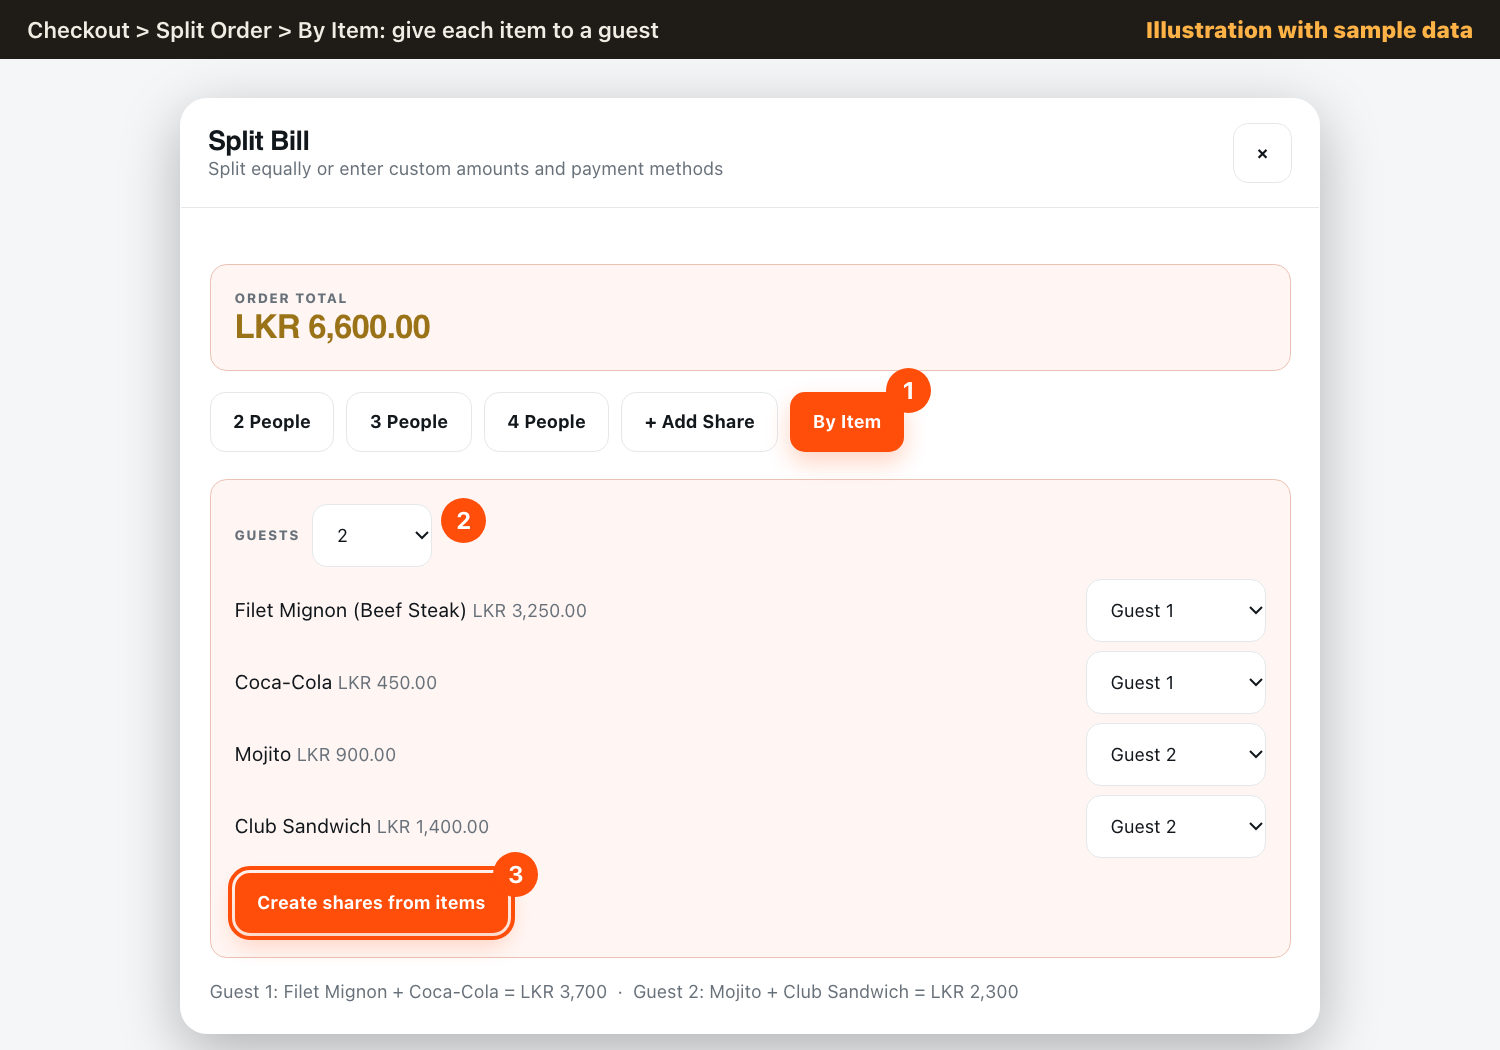 Checkout > Split Order > By Item: give each item to a guest
Illustration with sample data
Split Bill
Split equally or enter custom amounts and payment methods
×
ORDER TOTAL
LKR 6,600.00
2 People
3 People
4 People
+ Add Share
By Item
1
GUESTS
2
2
Filet Mignon (Beef Steak) LKR 3,250.00
Guest 1
Coca-Cola LKR 450.00
Guest 1
Mojito LKR 900.00
Guest 2
Club Sandwich LKR 1,400.00
Guest 2
Create shares from items
3
Guest 1: Filet Mignon + Coca-Cola = LKR 3,700 · Guest 2: Mojito + Club Sandwich = LKR 2,300